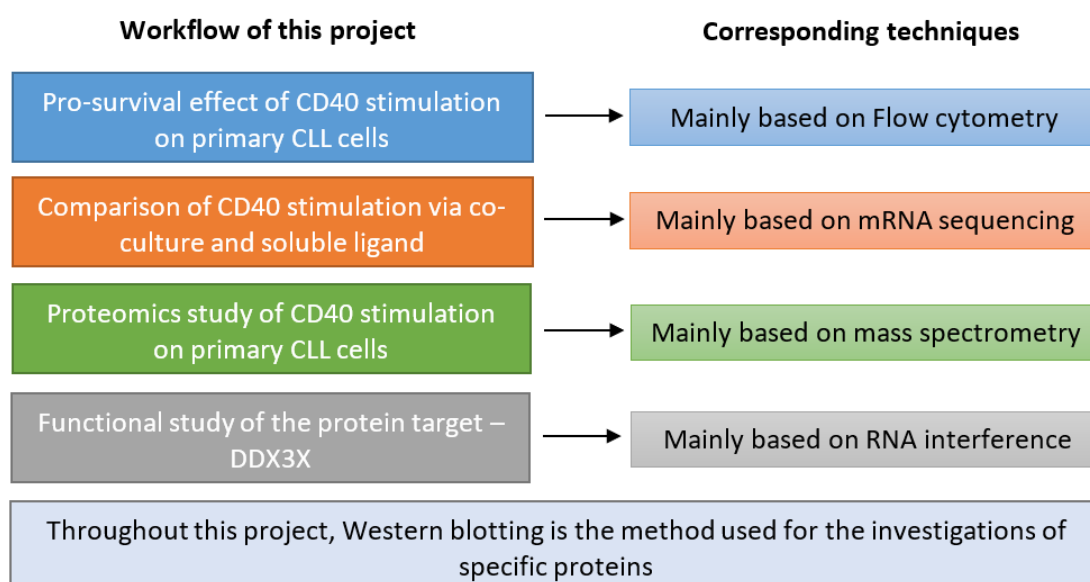 Workflow of this project
Corresponding techniques
Pro-survival effect of CD40 stimulation
on primary CLL cells
Mainly based on Flow cytometry
Comparison of CD40 stimulation via co-
culture and soluble ligand
Mainly based on mRNA sequencing
Proteomics study of CD40 stimulation
on primary CLL cells
Mainly based on mass spectrometry
Functional study of the protein target –
DDX3X
Mainly based on RNA interference
Throughout this project, Western blotting is the method used for the investigations of
specific proteins